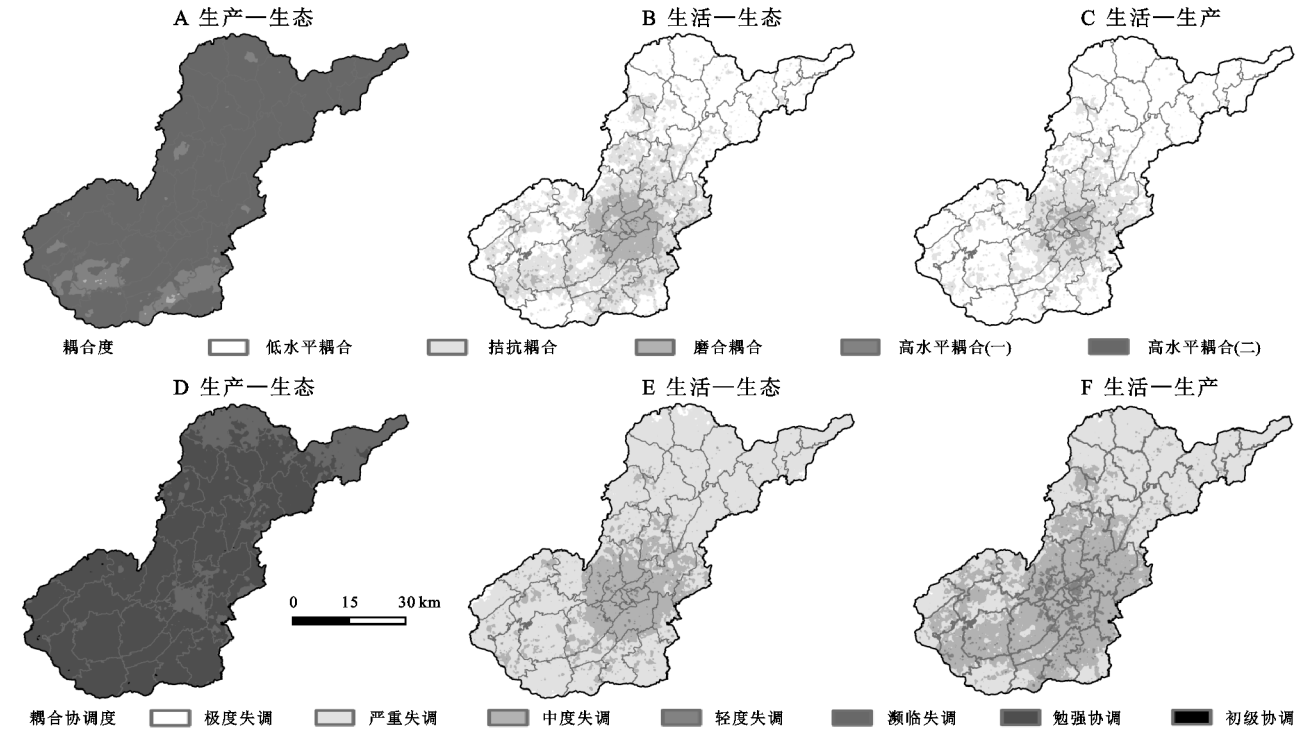 A 生产—生态
B 生活—生态
C 生活—生产
耦合度 低水平耦合 拮抗耦合 磨合耦合 高水平耦合(一) 高水平耦合(二)
D 生产—生态
E 生活—生态
F 生活—生产
0 15 30 km
耦合协调度 极度失调 严重失调 中度失调 轻度失调 濒临失调 勉强协调 初级协调